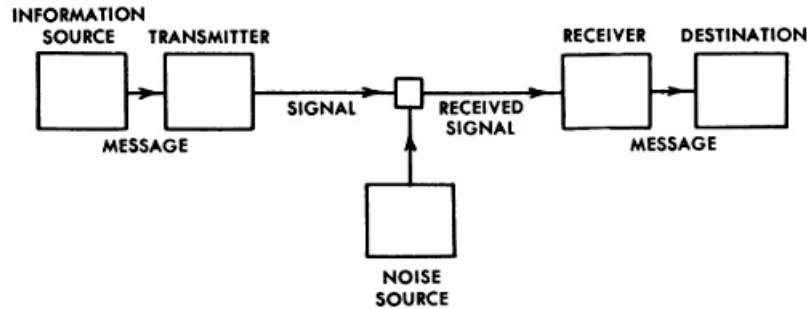 INFORMATION
SOURCE
TRANSMITTER
RECEIVER
DESTINATION
SIGNAL
RECEIVED
SIGNAL
MESSAGE
MESSAGE
NOISE
SOURCE